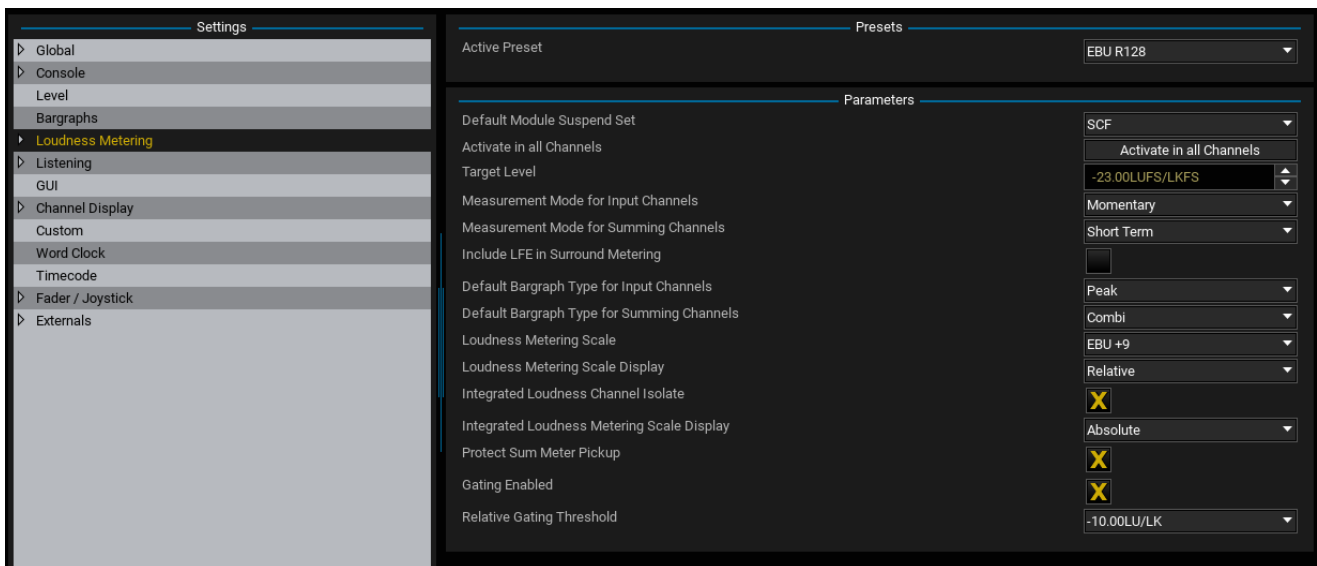 Settings
Global
Console
Level
Bargraphs
Loudness Metering
Listening
GUI
Channel Display
Custom
Word Clock
Timecode
Fader / Joystick
Externals
Presets
Active Preset EBU R128
Parameters
Default Module Suspend Set SCF
Activate in all Channels Activate in all Channels
Target Level -23.00LUFS/LKFS
Measurement Mode for Input Channels Momentary
Measurement Mode for Summing Channels Short Term
Include LFE in Surround Metering
Default Bargraph Type for Input Channels Peak
Default Bargraph Type for Summing Channels Combi
Loudness Metering Scale EBU +9
Loudness Metering Scale Display Relative
Integrated Loudness Channel Isolate X
Integrated Loudness Metering Scale Display Absolute
Protect Sum Meter Pickup X
Gating Enabled X
Relative Gating Threshold -10.00LU/LK